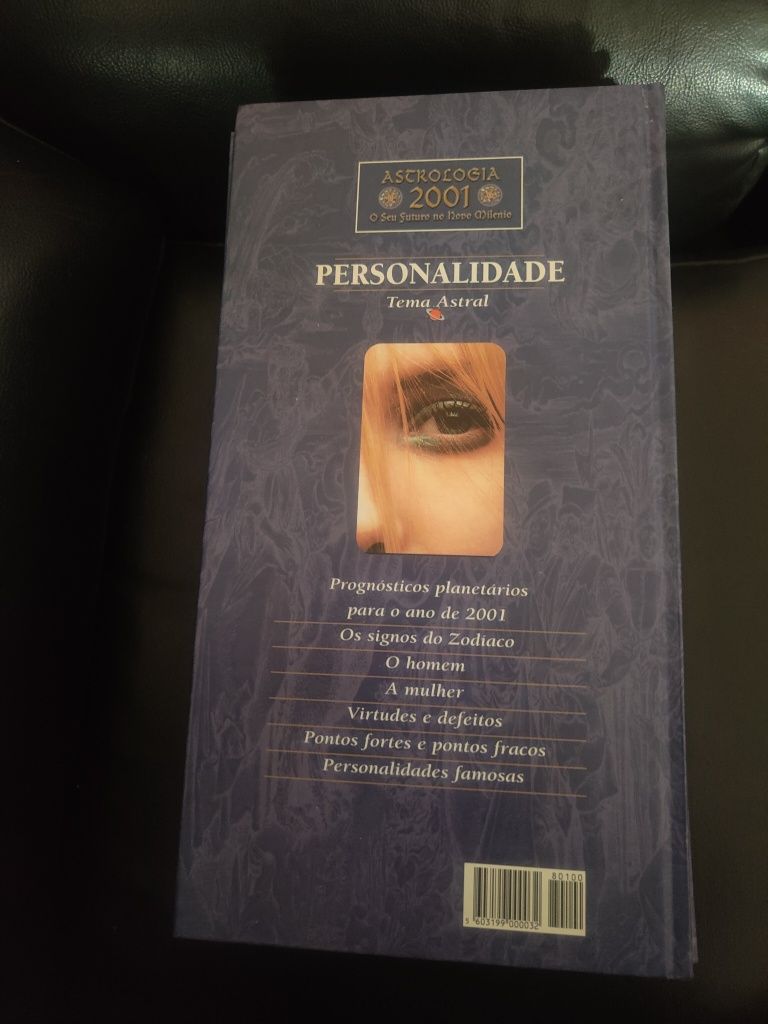 ASTROLOGIA
2001
O Seu Futuro no Novo Milenio
PERSONALIDADE
Tema Astral
Prognósticos planetários
para o ano de 2001
Os signos do Zodíaco
O homem
A mulher
Virtudes e defeitos
Pontos fortes e pontos fracos
Personalidades famosas
80100
5 603199 000032